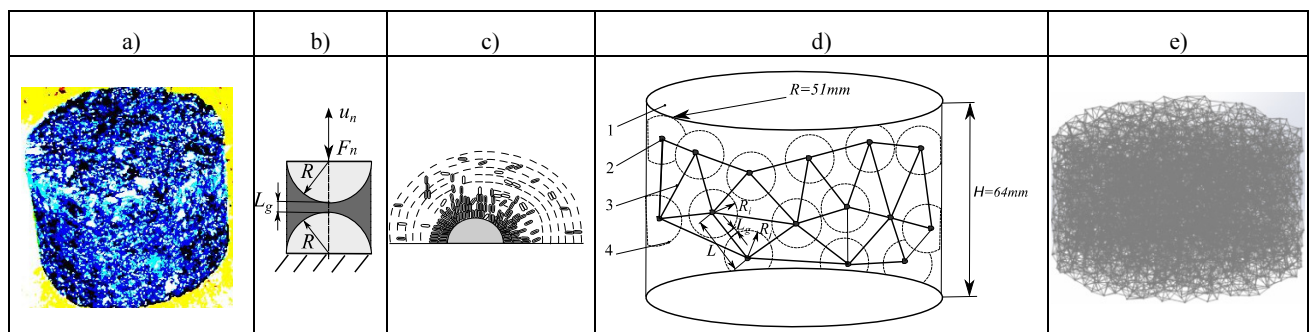 a)
b)
c)
d)
e)
u_n
F_n
R
L_g
R
R=51mm
1
2
3
4
R_i
L_g
R
L
H=64mm